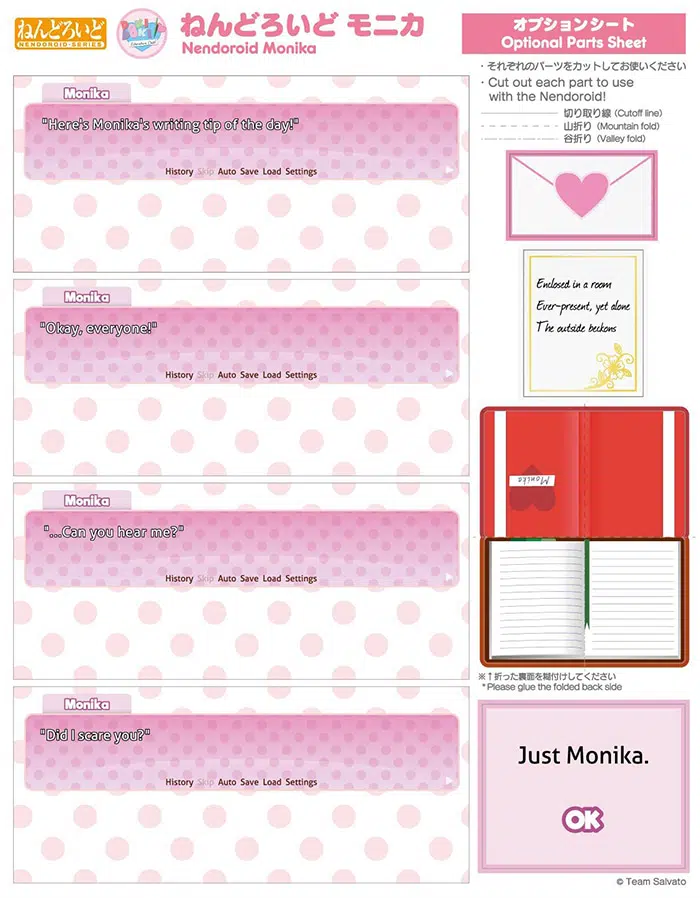 ねんどろいど
NENDOROID-SERIES
DOKI DOKI
Literature Club!
ねんどろいど モニカ
Nendoroid Monika
オプションシート
Optional Parts Sheet
・それぞれのパーツをカットしてお使いください
・Cut out each part to use
with the Nendoroid!
切り取り線 (Cutoff line)
山折り (Mountain fold)
谷折り (Valley fold)
Monika
"Here's Monika's writing tip of the day!"
History Skip Auto Save Load Settings
Monika
"Okay, everyone!"
History Skip Auto Save Load Settings
Monika
"...Can you hear me?"
History Skip Auto Save Load Settings
Monika
"Did I scare you?"
History Skip Auto Save Load Settings
Enclosed in a room
Ever-present, yet alone
The outside beckons
Monika
※↑折った裏面を糊付けしてください
*Please glue the folded back side
Just Monika.
OK
© Team Salvato